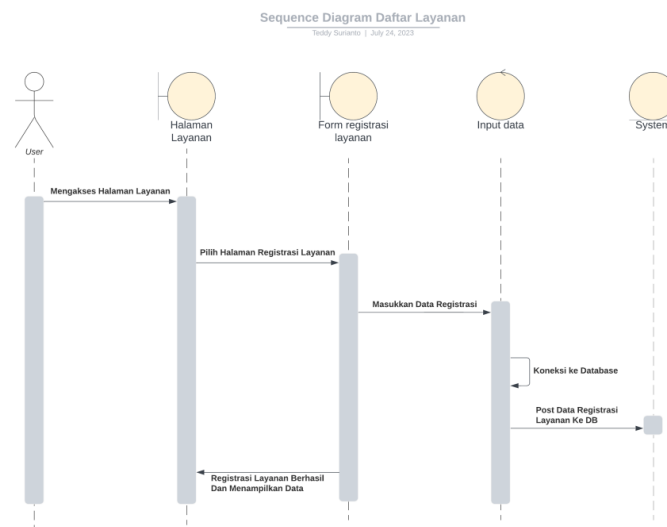 Sequence Diagram Daftar Layanan
Teddy Surianto | July 24, 2023
User
Halaman
Layanan
Form registrasi
layanan
Input data
System
Mengakses Halaman Layanan
Pilih Halaman Registrasi Layanan
Masukkan Data Registrasi
Koneksi ke Database
Post Data Registrasi
Layanan Ke DB
Registrasi Layanan Berhasil
Dan Menampilkan Data